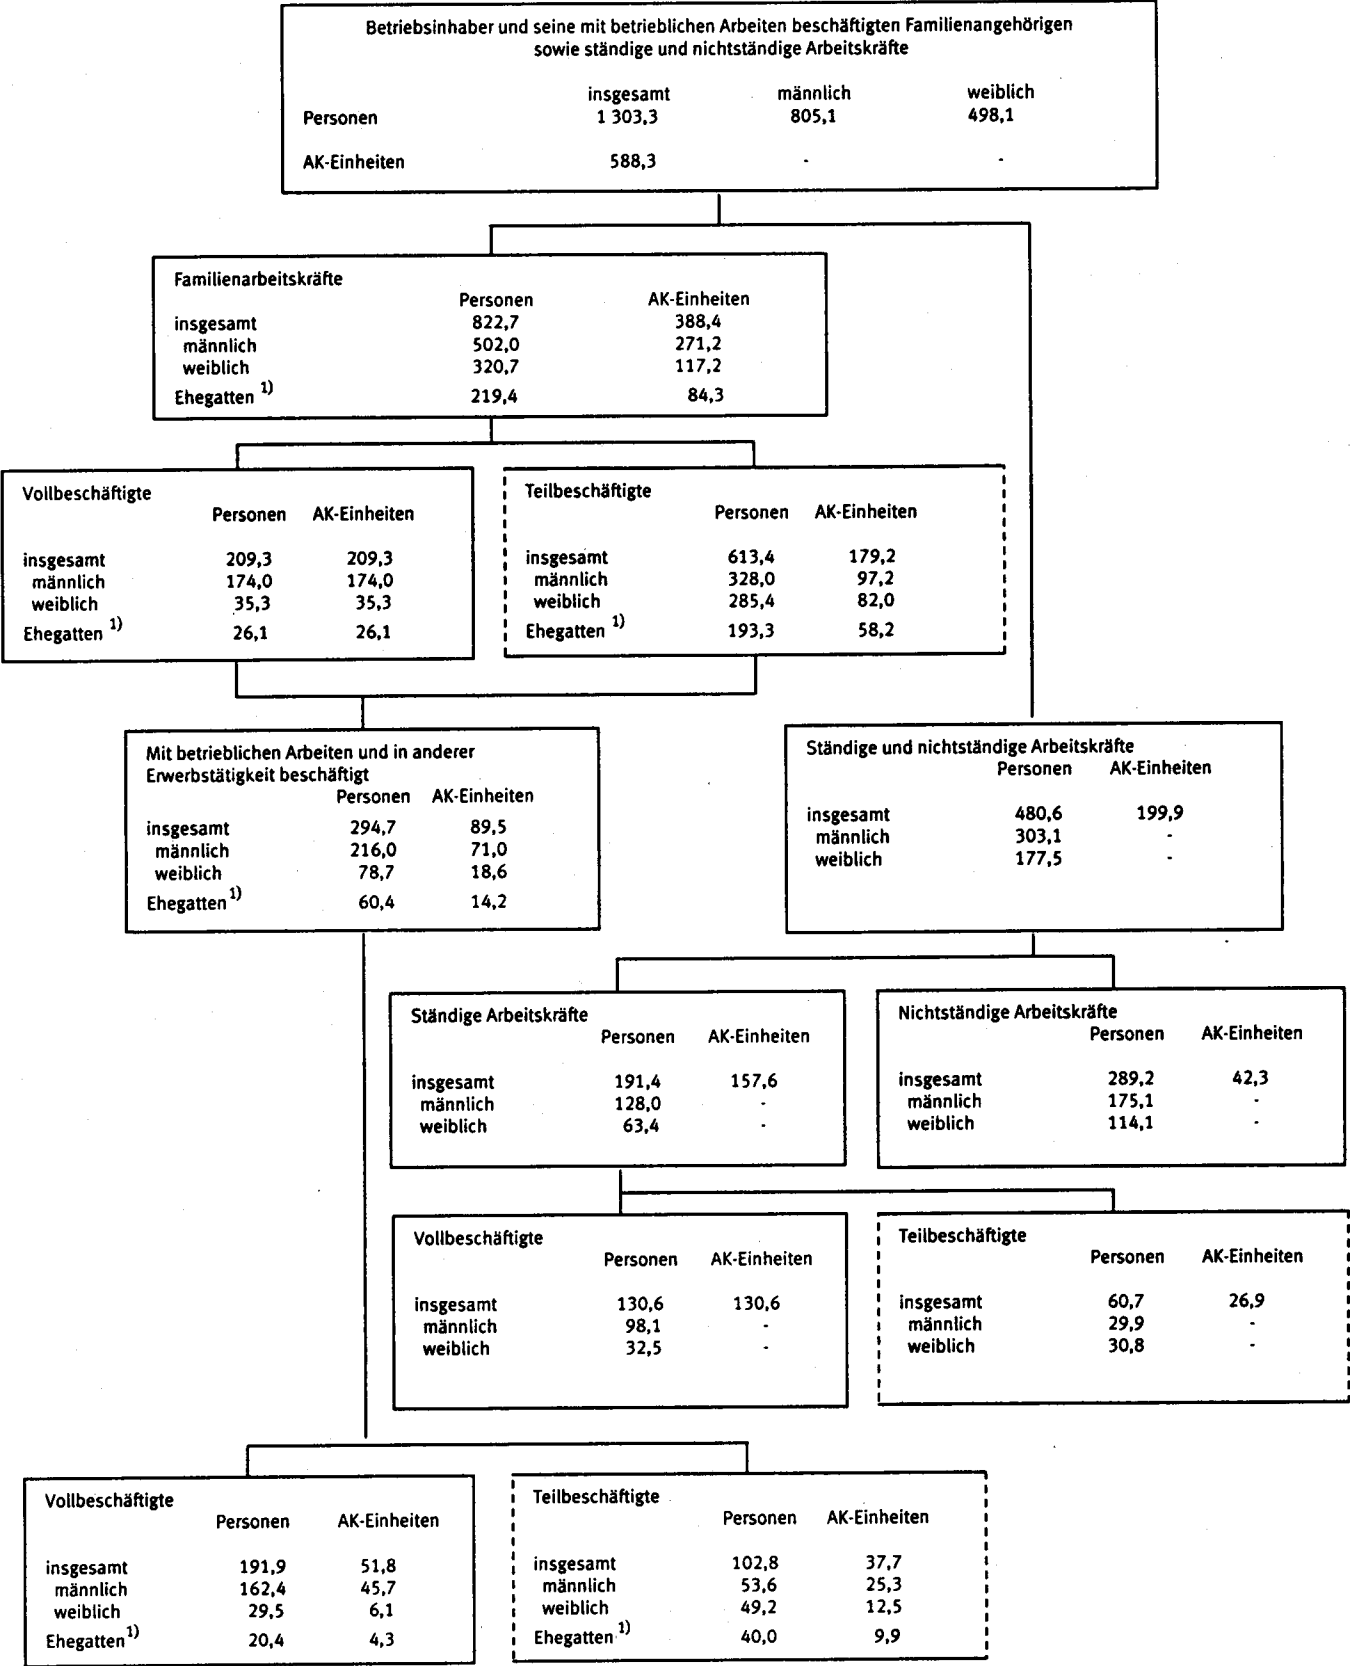 Betriebsinhaber und seine mit betrieblichen Arbeiten beschäftigten Familienangehörigen
sowie ständige und nichtständige Arbeitskräfte
insgesamt männlich weiblich
Personen 1 303,3 805,1 498,1
AK-Einheiten 588,3 - -
Familienarbeitskräfte
Personen AK-Einheiten
insgesamt 822,7 388,4
männlich 502,0 271,2
weiblich 320,7 117,2
Ehegatten 1) 219,4 84,3
Vollbeschäftigte
Personen AK-Einheiten
insgesamt 209,3 209,3
männlich 174,0 174,0
weiblich 35,3 35,3
Ehegatten 1) 26,1 26,1
Teilbeschäftigte
Personen AK-Einheiten
insgesamt 613,4 179,2
männlich 328,0 97,2
weiblich 285,4 82,0
Ehegatten 1) 193,3 58,2
Mit betrieblichen Arbeiten und in anderer
Erwerbstätigkeit beschäftigt
Personen AK-Einheiten
insgesamt 294,7 89,5
männlich 216,0 71,0
weiblich 78,7 18,6
Ehegatten 1) 60,4 14,2
Ständige und nichtständige Arbeitskräfte
Personen AK-Einheiten
insgesamt 480,6 199,9
männlich 303,1 -
weiblich 177,5 -
Ständige Arbeitskräfte
Personen AK-Einheiten
insgesamt 191,4 157,6
männlich 128,0 -
weiblich 63,4 -
Nichtständige Arbeitskräfte
Personen AK-Einheiten
insgesamt 289,2 42,3
männlich 175,1 -
weiblich 114,1 -
Vollbeschäftigte
Personen AK-Einheiten
insgesamt 130,6 130,6
männlich 98,1 -
weiblich 32,5 -
Teilbeschäftigte
Personen AK-Einheiten
insgesamt 60,7 26,9
männlich 29,9 -
weiblich 30,8 -
Vollbeschäftigte
Personen AK-Einheiten
insgesamt 191,9 51,8
männlich 162,4 45,7
weiblich 29,5 6,1
Ehegatten 1) 20,4 4,3
Teilbeschäftigte
Personen AK-Einheiten
insgesamt 102,8 37,7
männlich 53,6 25,3
weiblich 49,2 12,5
Ehegatten 1) 40,0 9,9